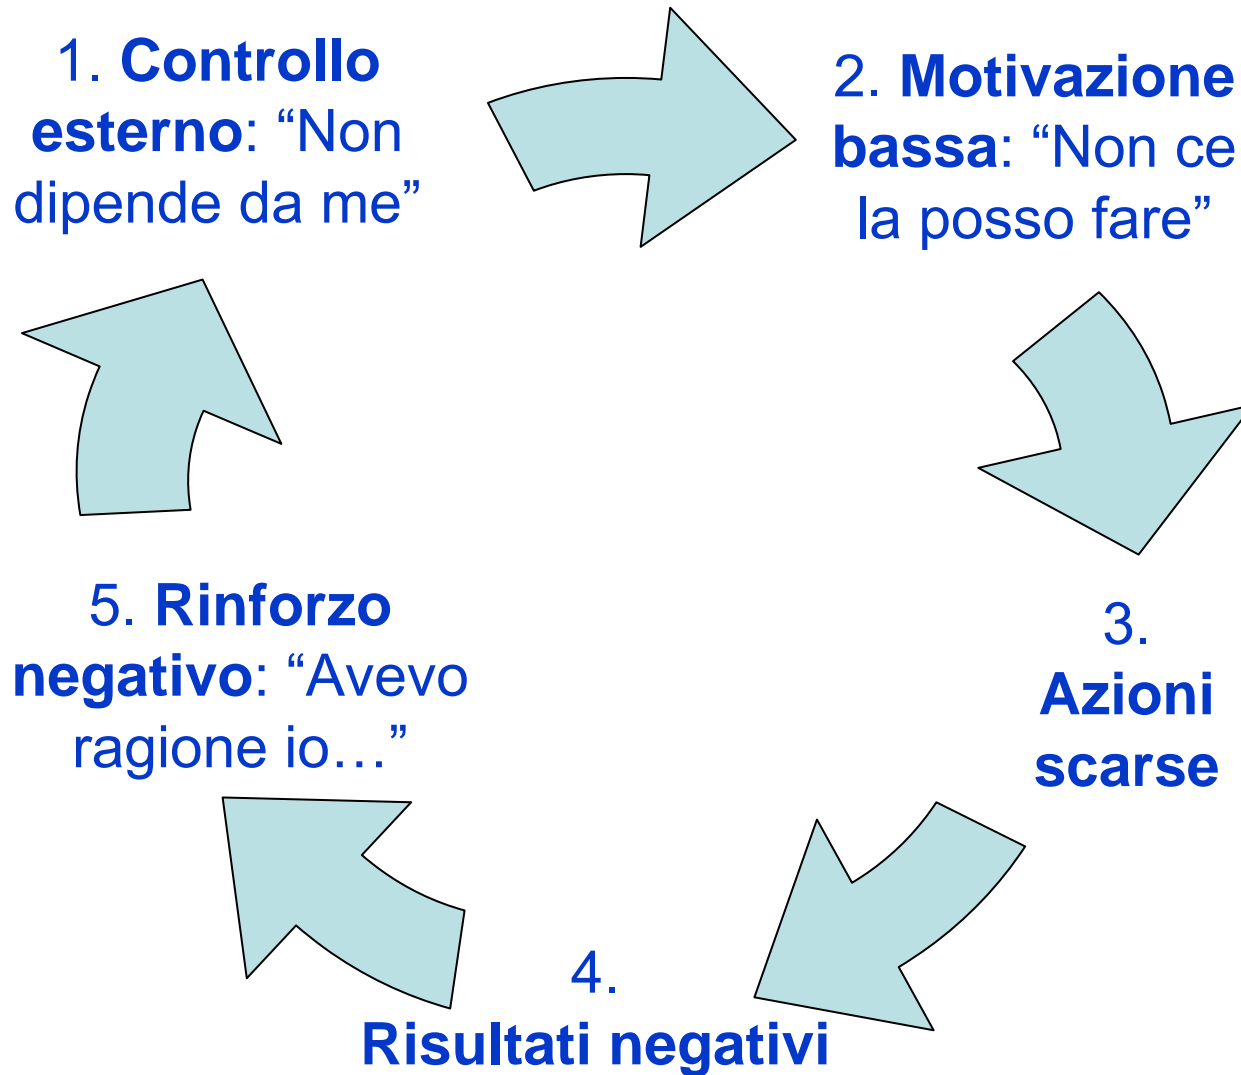 1. Controllo
esterno: “Non
dipende da me”
2. Motivazione
bassa: “Non ce
la posso fare”
3.
Azioni
scarse
4.
Risultati negativi
5. Rinforzo
negativo: “Avevo
ragione io…”